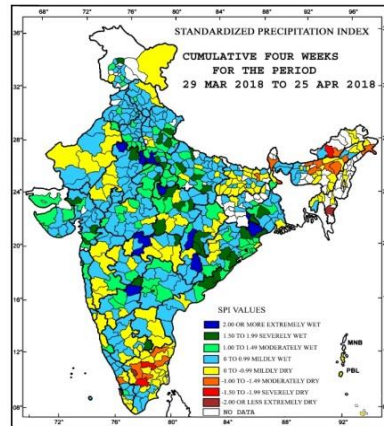 STANDARDIZED PRECIPITATION INDEX
CUMULATIVE FOUR WEEKS
FOR THE PERIOD
29 MAR 2018 TO 25 APR 2018
36
32
28
24
20
16
12
08
SPI VALUES
2.00 OR MORE EXTREMELY WET
1.50 TO 1.99 SEVERELY WET
1.00 TO 1.49 MODERATELY WET
0 TO 0.99 MILDLY WET
0 TO -0.99 MILDLY DRY
-1.00 TO -1.49 MODERATELY DRY
-1.50 TO -1.99 SEVERELY DRY
-2.00 OR LESS EXTREMELY DRY
NO DATA
MNB
PBL
68 72 76 80 84 88 92 96